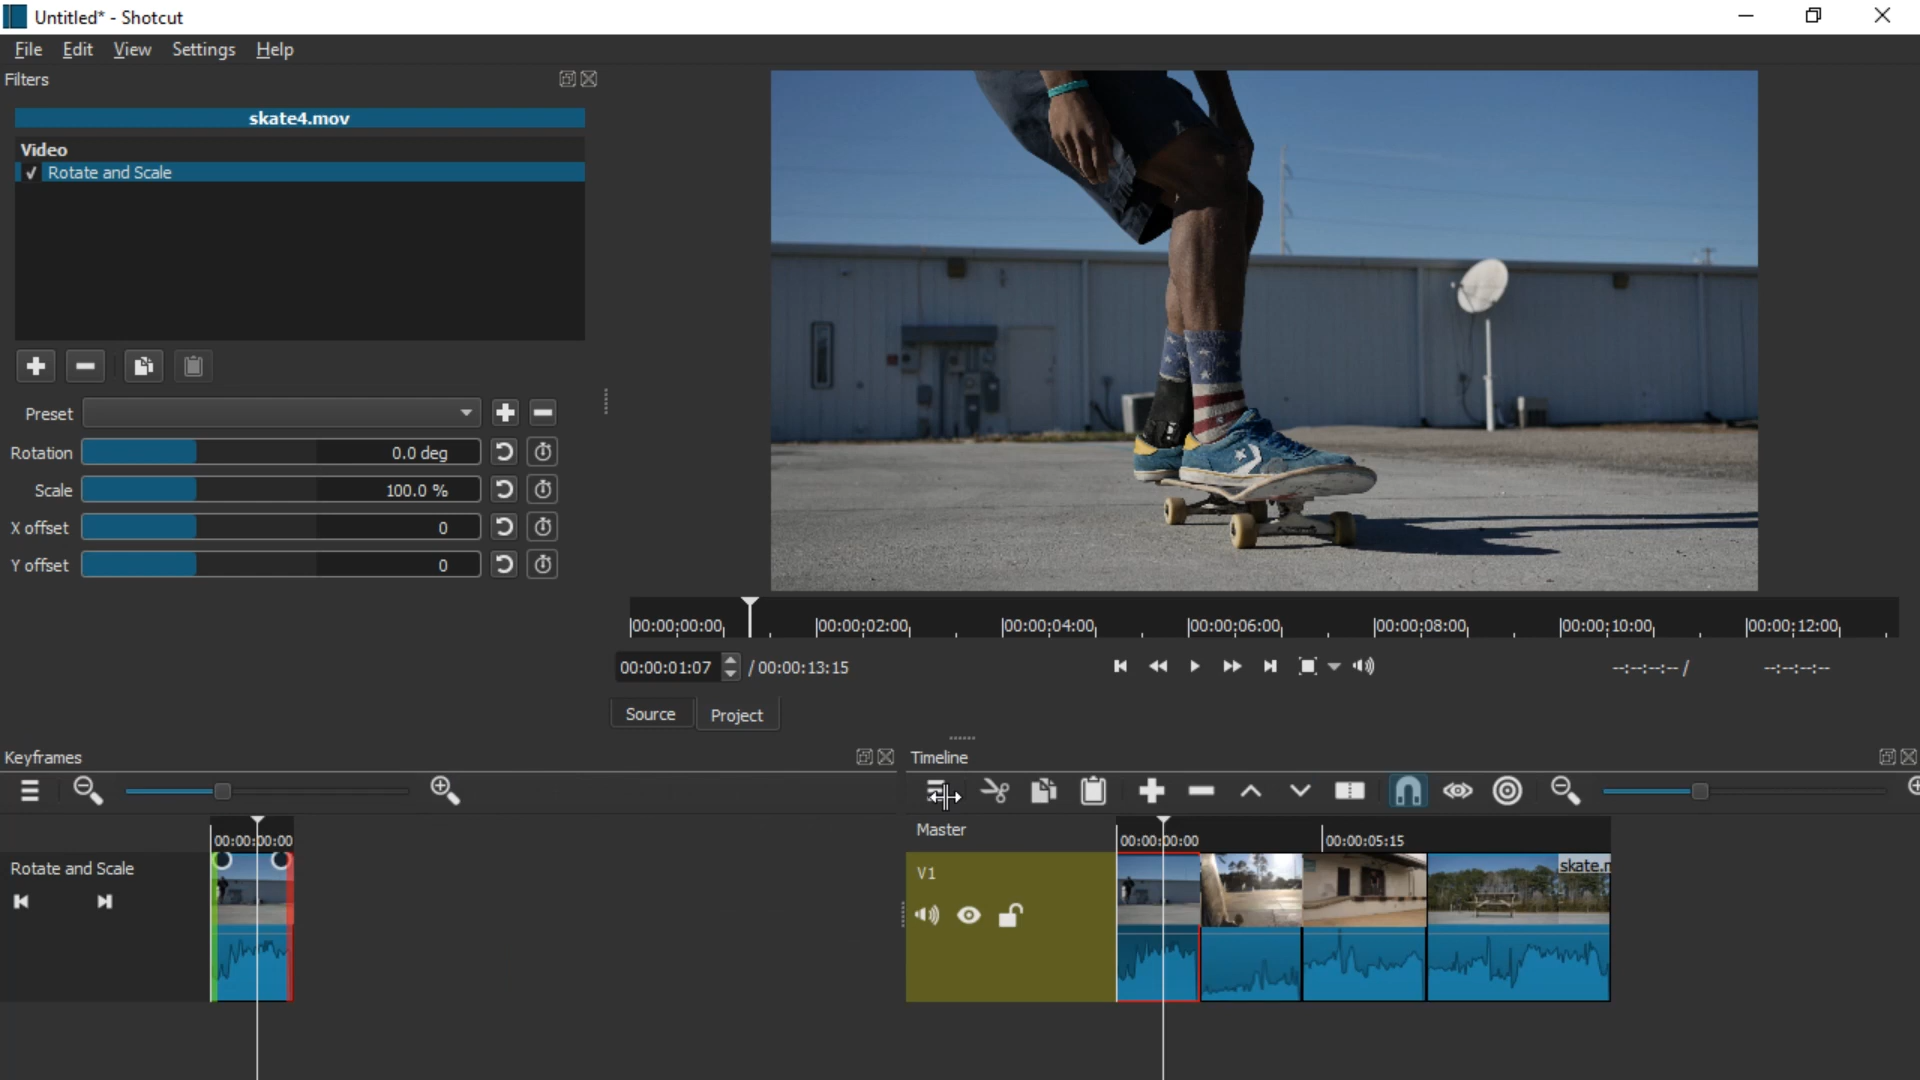 Untitled* - Shotcut
File Edit View Settings Help
Filters
skate4.mov
Video
✓ Rotate and Scale
Preset
Rotation 0.0 deg
Scale 100.0 %
X offset 0
Y offset 0
00:00:00:00 00:00:02:00 00:00:04:00 00:00:06:00 00:00:08:00 00:00:10:00 00:00:12:00
00:00:01:07 / 00:00:13:15 --:--:--:-- / --:--:--:--
Source Project
Keyframes
00:00:00:00
Rotate and Scale
Timeline
Master
00:00:00:00 00:00:05:15
V1
skate.m